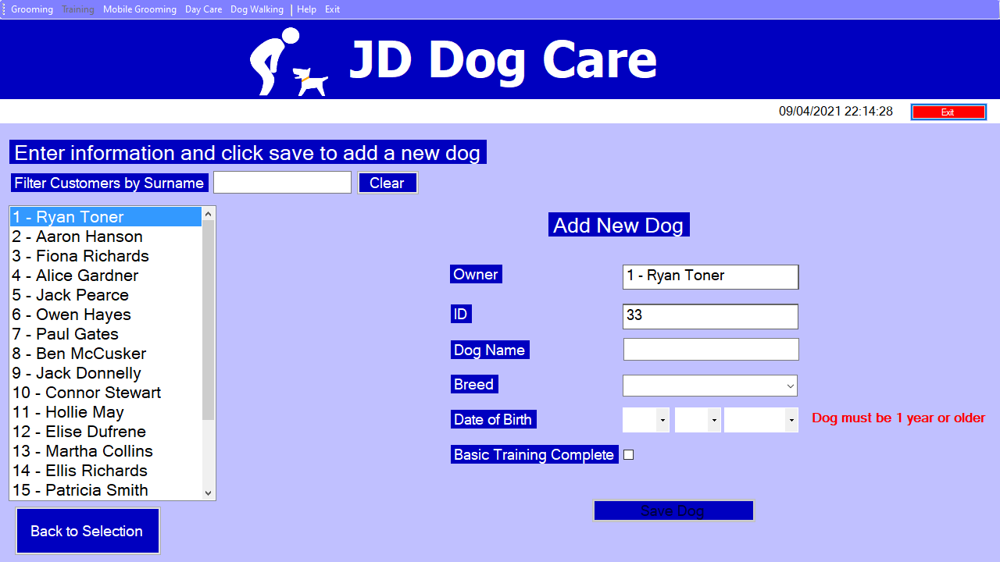 Grooming Training Mobile Grooming Day Care Dog Walking Help Exit
JD Dog Care
09/04/2021 22:14:28 Exit
Enter information and click save to add a new dog
Filter Customers by Surname Clear
1 - Ryan Toner
2 - Aaron Hanson
3 - Fiona Richards
4 - Alice Gardner
5 - Jack Pearce
6 - Owen Hayes
7 - Paul Gates
8 - Ben McCusker
9 - Jack Donnelly
10 - Connor Stewart
11 - Hollie May
12 - Elise Dufrene
13 - Martha Collins
14 - Ellis Richards
15 - Patricia Smith
Back to Selection
Add New Dog
Owner 1 - Ryan Toner
ID 33
Dog Name
Breed
Date of Birth Dog must be 1 year or older
Basic Training Complete
Save Dog